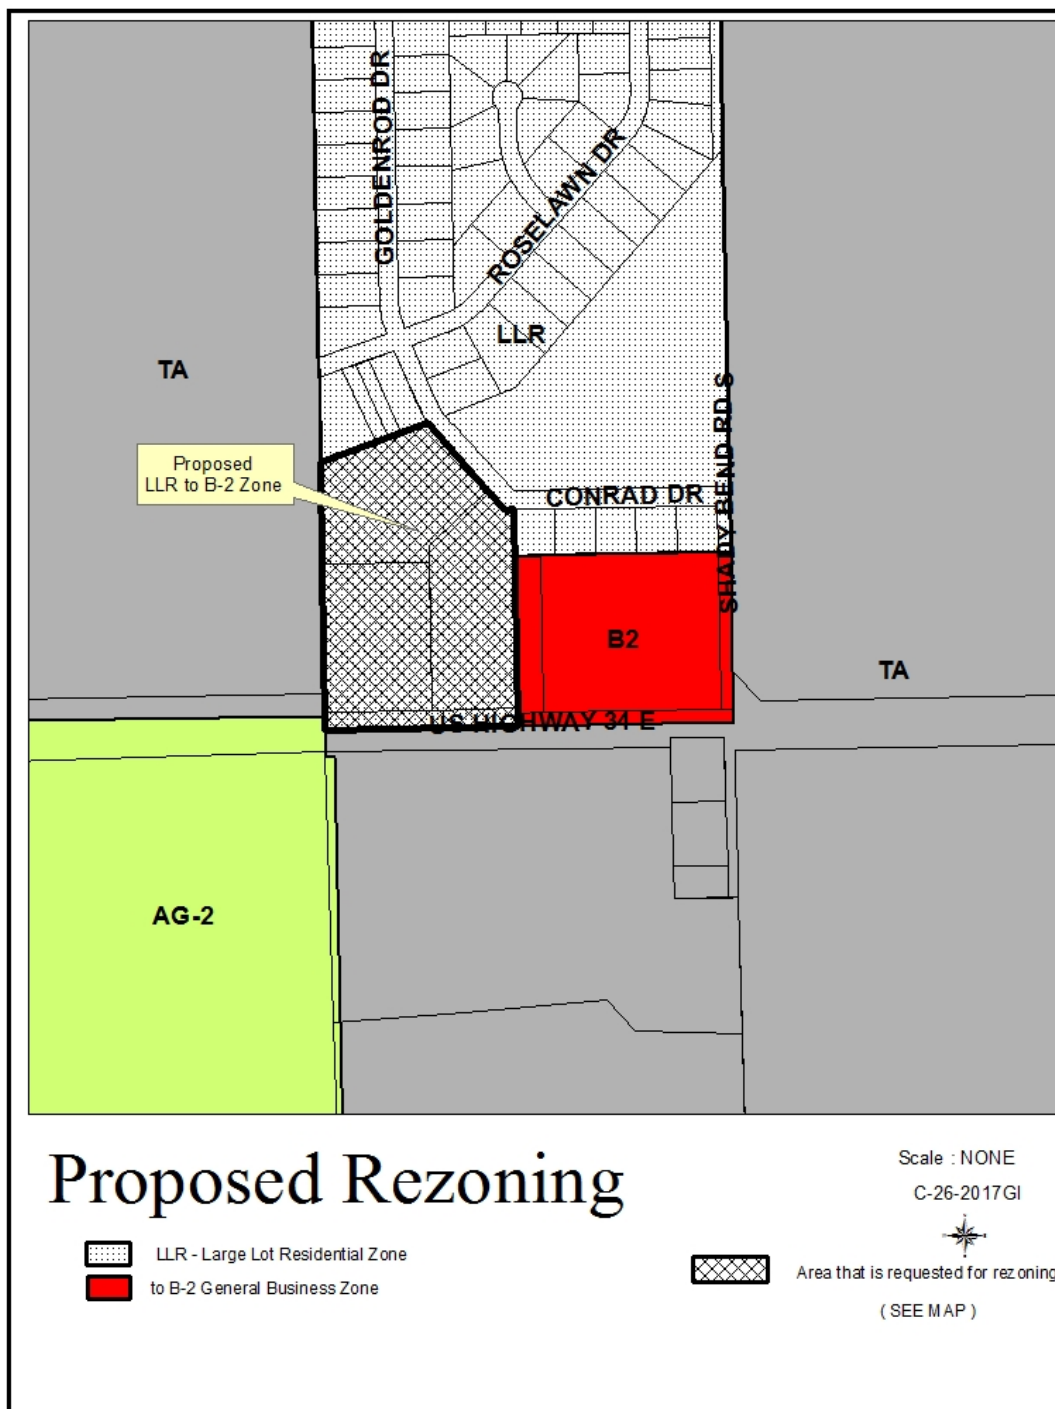 GOLDENROD DR
ROSELAWN DR
LLR
TA
SHADY BEND RD S
Proposed
LLR to B-2 Zone
CONRAD DR
B2
TA
US HIGHWAY 34 E
AG-2
Proposed Rezoning
Scale : NONE
C-26-2017GI
LLR - Large Lot Residential Zone
to B-2 General Business Zone
Area that is requested for rezoning
( SEE MAP )